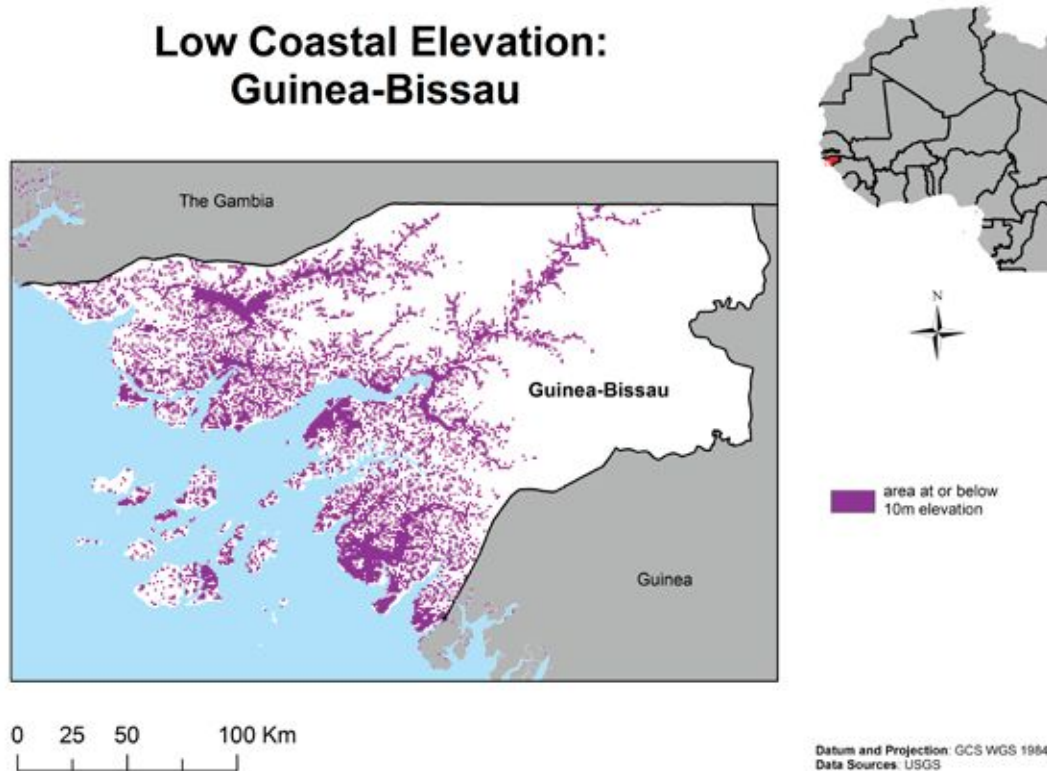 Low Coastal Elevation:
Guinea-Bissau
The Gambia
Guinea-Bissau
Guinea
N
area at or below
10m elevation
0 25 50 100 Km
Datum and Projection: GCS WGS 1984
Data Sources: USGS